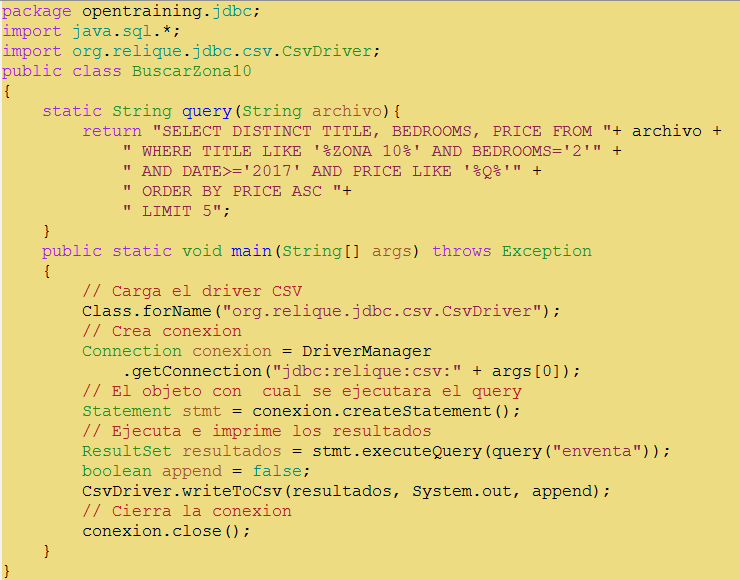 package opentraining.jdbc;
import java.sql.*;
import org.relique.jdbc.csv.CsvDriver;
public class BuscarZona10
{
    static String query(String archivo){
        return "SELECT DISTINCT TITLE, BEDROOMS, PRICE FROM "+ archivo +
            " WHERE TITLE LIKE '%ZONA 10%' AND BEDROOMS='2'" +
            " AND DATE>='2017' AND PRICE LIKE '%Q%'" +
            " ORDER BY PRICE ASC "+
            " LIMIT 5";
    }
    public static void main(String[] args) throws Exception
    {
        // Carga el driver CSV
        Class.forName("org.relique.jdbc.csv.CsvDriver");
        // Crea conexion
        Connection conexion = DriverManager
            .getConnection("jdbc:relique:csv:" + args[0]);
        // El objeto con  cual se ejecutara el query
        Statement stmt = conexion.createStatement();
        // Ejecuta e imprime los resultados
        ResultSet resultados = stmt.executeQuery(query("enventa"));
        boolean append = false;
        CsvDriver.writeToCsv(resultados, System.out, append);
        // Cierra la conexion
        conexion.close();
    }
}